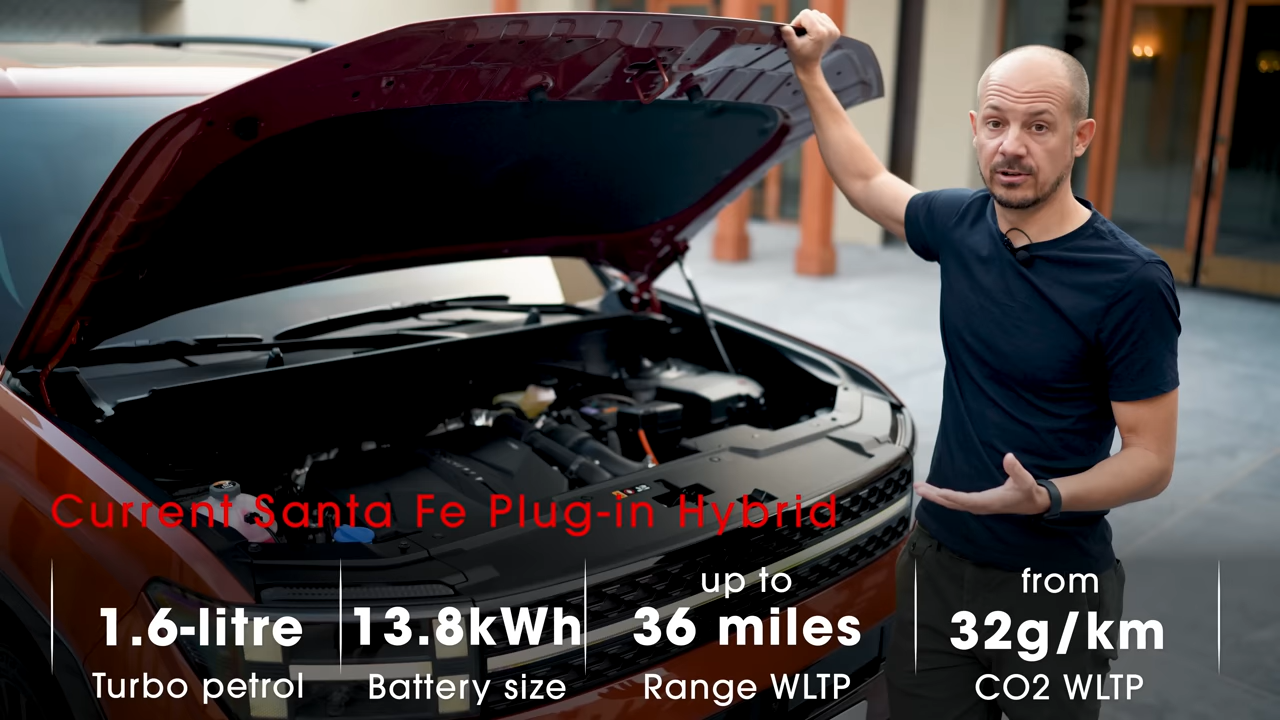 Current Santa Fe Plug-in Hybrid
1.6-litre
Turbo petrol
13.8kWh
Battery size
up to
36 miles
Range WLTP
from
32g/km
CO2 WLTP